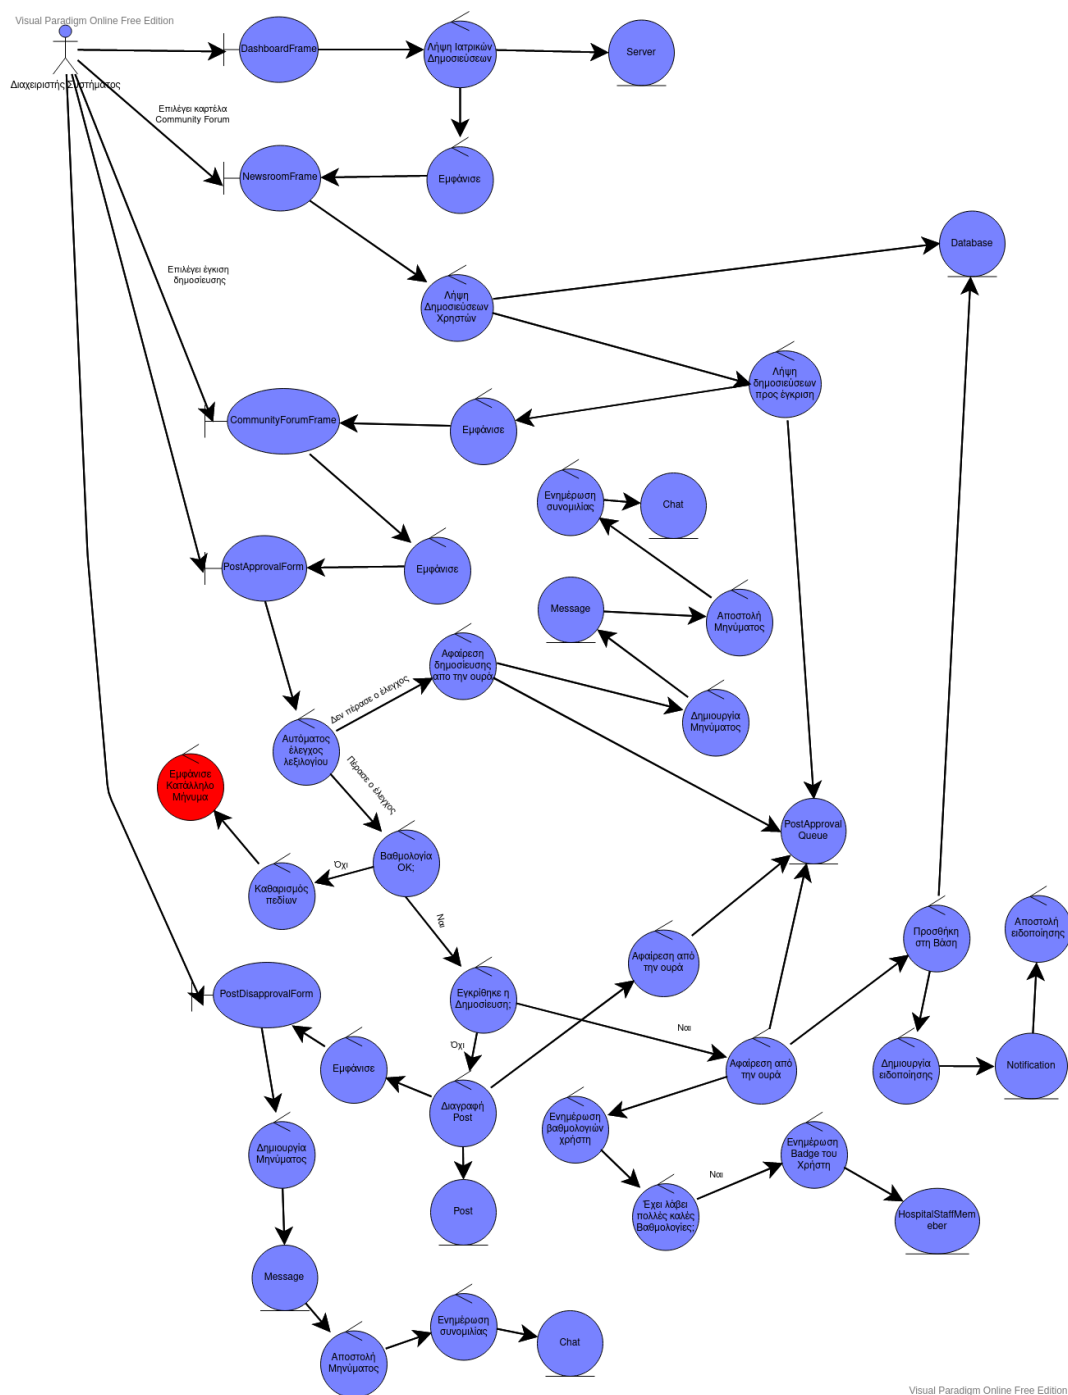 Visual Paradigm Online Free Edition
DashboardFrame
Λήψη Ιατρικών
Δημοσιεύσεων
Server
Διαχειριστής Συστήματος
Επιλέγει καρτέλα
Community Forum
NewsroomFrame
Εμφάνισε
Database
Επιλέγει έγκιση
δημοσίευσης
Λήψη
Δημοσιεύσεων
Χρηστών
Λήψη
δημοσιεύσεων
προς έγκριση
CommunityForumFrame
Εμφάνισε
Ενημέρωση
συνομιλίας
Chat
PostApprovalForm
Εμφάνισε
Message
Αποστολή
Μηνύματος
Αφαίρεση
δημοσίευσης
απο την ουρά
Δεν πέρασε ο έλεγχος
Δημιουργία
Μηνύματος
Αυτόματος
έλεγχος
λεξιλογίου
Εμφάνισε
Κατάλληλο
Μήνυμα
Πέρασε ο έλεγχος
PostApproval
Queue
Βαθμολογία
ΟΚ;
Όχι
Καθαρισμός
πεδίων
Ναι
Αφαίρεση από
την ουρά
Προσθήκη
στη Βάση
Αποστολή
ειδοποίησης
PostDisapprovalForm
Εγκρίθηκε η
Δημοσίευση;
Ναι
Όχι
Εμφάνισε
Αφαίρεση από
την ουρά
Δημιουργία
ειδοποίησης
Notification
Διαγραφή
Post
Ενημέρωση
βαθμολογιών
χρήστη
Δημιουργία
Μηνύματος
Ενημέρωση
Badge του
Χρήστη
Ναι
Post
Έχει λάβει
πολλές καλές
Βαθμολογίες;
HospitalStaffMem
eber
Message
Ενημέρωση
συνομιλίας
Chat
Αποστολή
Μηνύματος
Visual Paradigm Online Free Edition